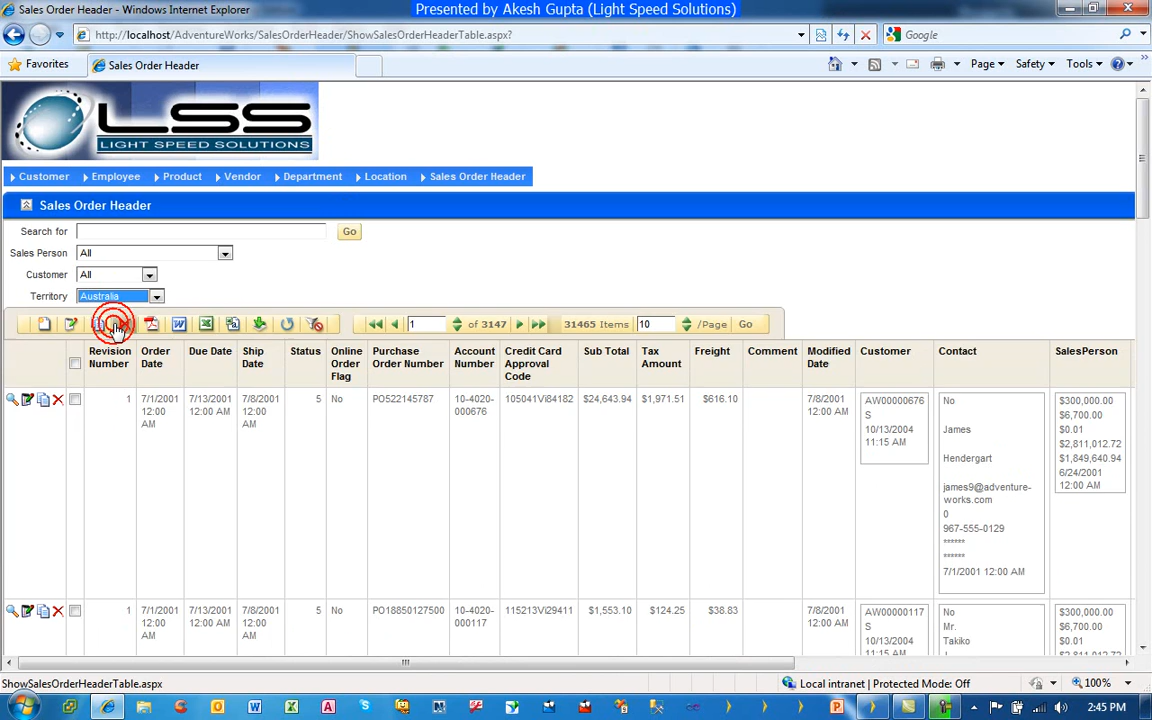 Sales Order Header - Windows Internet Explorer
Presented by Akesh Gupta (Light Speed Solutions)
http://localhost/AdventureWorks/SalesOrderHeader/ShowSalesOrderHeaderTable.aspx?
Google
Favorites
Sales Order Header
Page
Safety
Tools
LSS
LIGHT SPEED SOLUTIONS
Customer Employee Product Vendor Department Location Sales Order Header
Sales Order Header
Search for Go
Sales Person All
Customer All
Territory Australia
1 of 3147 31465 Items 10 /Page Go
Revision Number Order Date Due Date Ship Date Status Online Order Flag Purchase Order Number Account Number Credit Card Approval Code Sub Total Tax Amount Freight Comment Modified Date Customer Contact SalesPerson
1 7/1/2001 12:00 AM 7/13/2001 12:00 AM 7/8/2001 12:00 AM 5 No PO522145787 10-4020-000676 105041Vi84182 $24,643.94 $1,971.51 $616.10 7/8/2001 12:00 AM
AW00000676
S
10/13/2004
11:15 AM
No
James
Hendergart
james9@adventure-
works.com
0
967-555-0129
******
******
7/1/2001 12:00 AM
$300,000.00
$6,700.00
$0.01
$2,811,012.72
$1,849,640.94
6/24/2001
12:00 AM
1 7/1/2001 12:00 AM 7/13/2001 12:00 AM 7/8/2001 12:00 AM 5 No PO18850127500 10-4020-000117 115213Vi29411 $1,553.10 $124.25 $38.83 7/8/2001 12:00 AM
AW00000117
S
10/13/2004
11:15 AM
No
Mr.
Takiko
$300,000.00
$6,700.00
$0.01
ShowSalesOrderHeaderTable.aspx
Local intranet | Protected Mode: Off
100%
2:45 PM